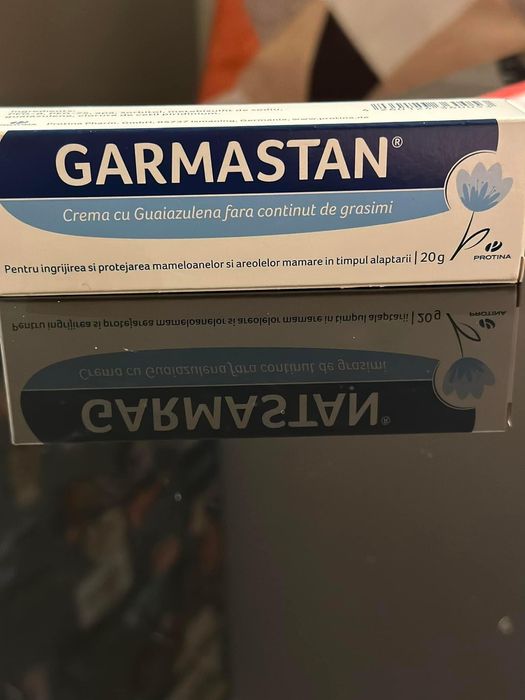 GARMASTAN®
Crema cu Guaiazulena fara continut de grasimi
Pentru ingrijirea si protejarea mameloanelor si areolelor mamare in timpul alaptarii | 20 g
PROTINA